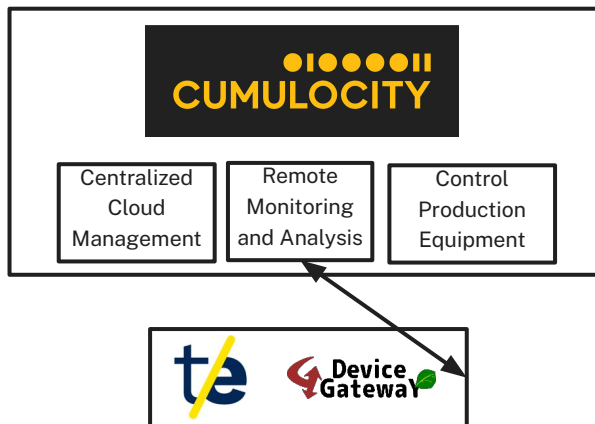 CUMULOCITY
Centralized
Cloud
Management
Remote
Monitoring
and Analysis
Control
Production
Equipment
t/e
Device
GatewaY